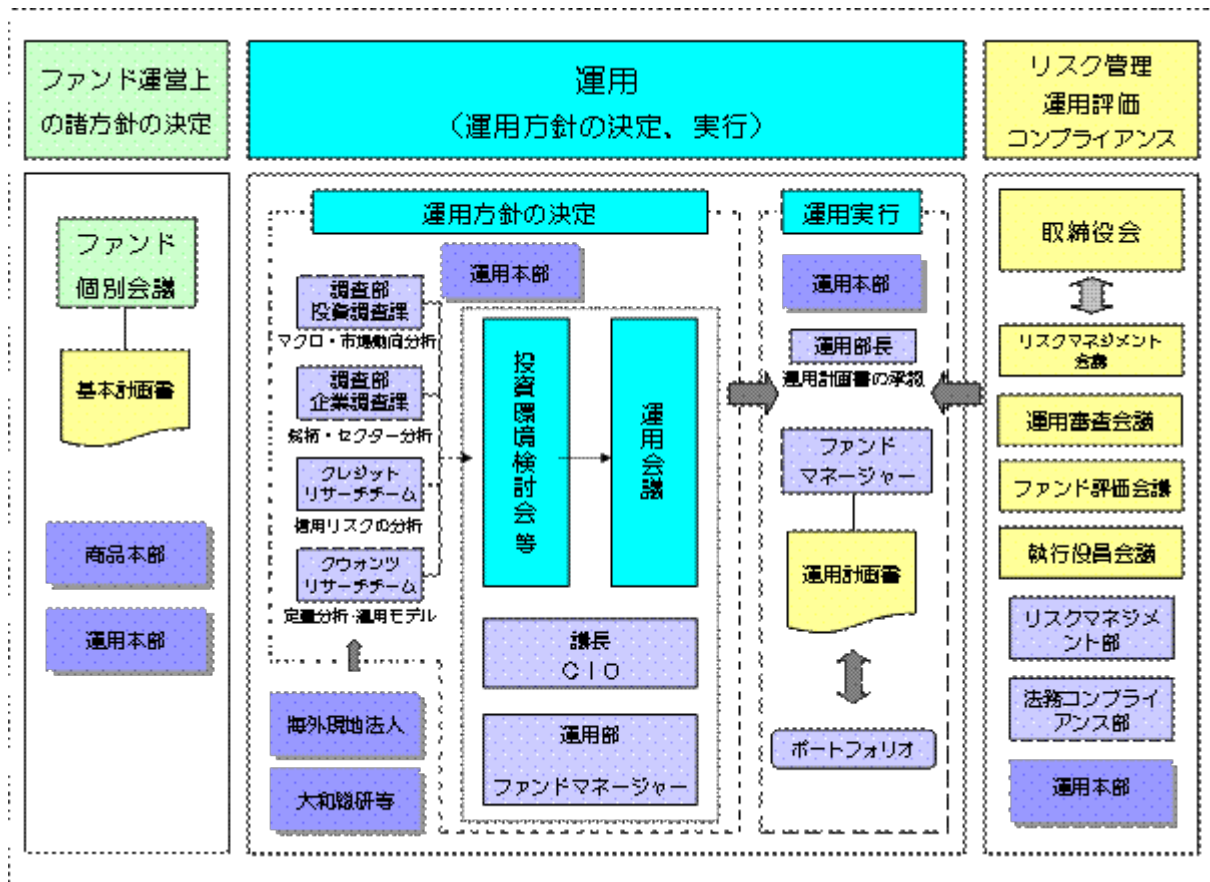 ファンド運営上
の諸方針の決定
運用
（運用方針の決定、実行）
リスク管理
運用評価
コンプライアンス
ファンド
個別会議
基本計画書
商品本部
運用本部
運用方針の決定
運用本部
調査部
投資調査課
マクロ・市場動向分析
調査部
企業調査課
銘柄・セクター分析
クレジット
リサーチチーム
信用リスクの分析
クウォンツ
リサーチチーム
定量分析・運用モデル
海外現地法人
大和総研等
投資環境検討会等
運用会議
議長
ＣＩＯ
運用部
ファンドマネージャー
運用実行
運用本部
運用部長
運用計画書の承認
ファンド
マネージャー
運用計画書
ポートフォリオ
取締役会
リスクマネジメント
会議
運用審査会議
ファンド評価会議
執行役員会議
リスクマネジメ
ント部
法務コンプライ
アンス部
運用本部